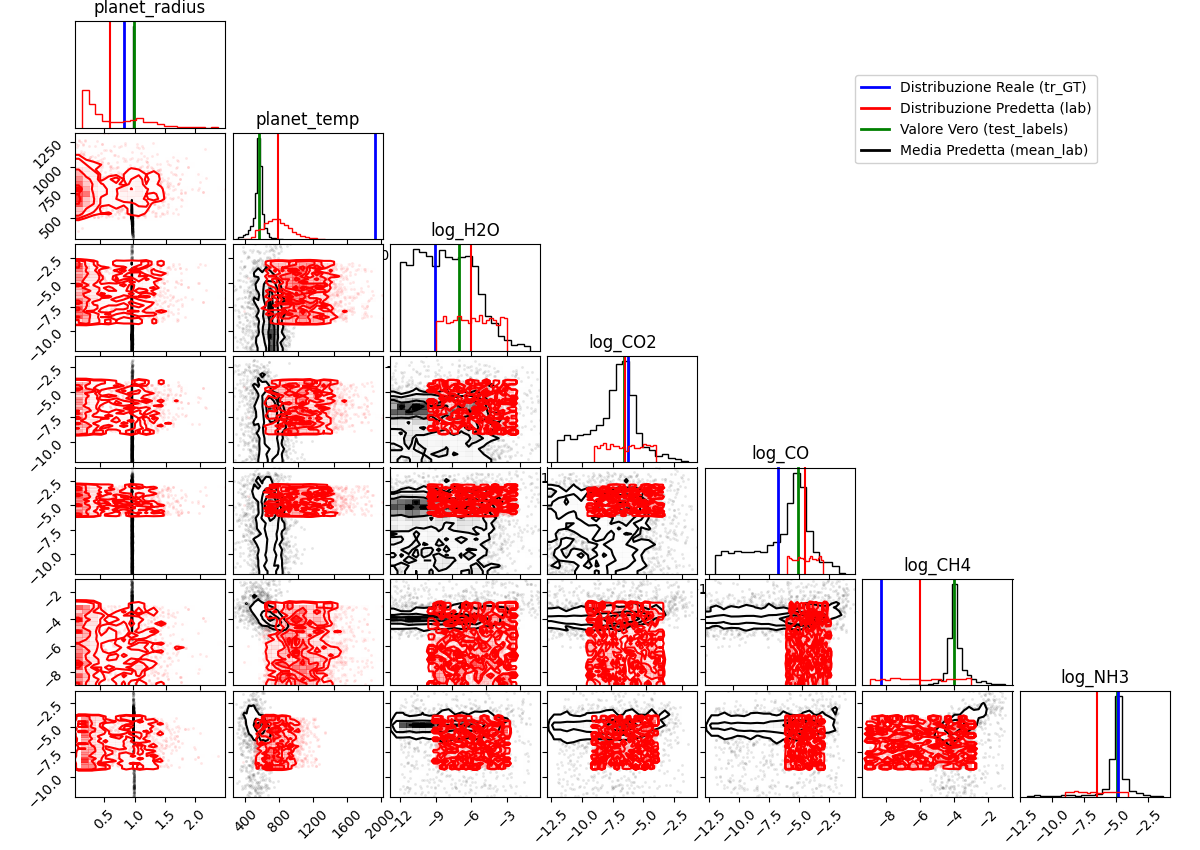 planet_radius
Distribuzione Reale (tr_GT)
Distribuzione Predetta (lab)
Valore Vero (test_labels)
Media Predetta (mean_lab)
planet_temp
1250
1000
750
500
log_H2O
0
−2.5
−5.0
−7.5
−10.0
log_CO2
−2.5
−5.0
−7.5
−10.0
log_CO
1
−2.5
−5.0
−7.5
−10.0
log_CH4
1
−2
−4
−6
−8
log_NH3
−2.5
−5.0
−7.5
−10.0
0.5 1.0 1.5 2.0
400 800 1200 1600 2000
−12 −9 −6 −3
−12.5 −10.0 −7.5 −5.0 −2.5
−12.5 −10.0 −7.5 −5.0 −2.5
−8 −6 −4 −2
−12.5 −10.0 −7.5 −5.0 −2.5